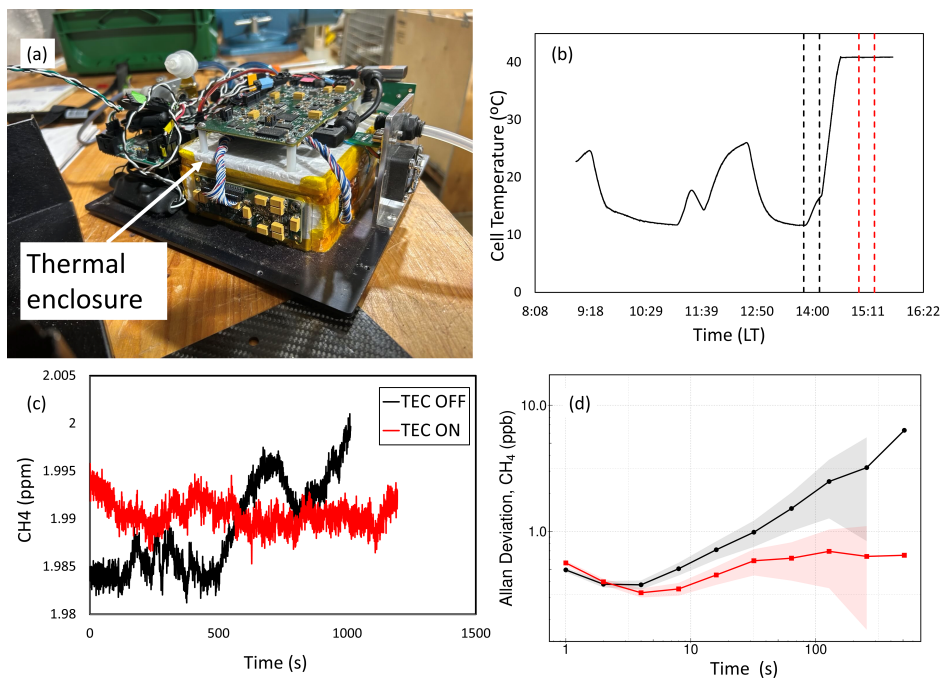 (a)
Thermal
enclosure
(b)
Cell Temperature (ºC)
40
30
20
10
0
8:08 9:18 10:29 11:39 12:50 14:00 15:11 16:22
Time (LT)
(c)
CH4 (ppm)
2.005
2
1.995
1.99
1.985
1.98
TEC OFF
TEC ON
0 500 1000 1500
Time (s)
(d)
Allan Deviation, CH₄ (ppb)
10.0
1.0
1 10 100
Time (s)